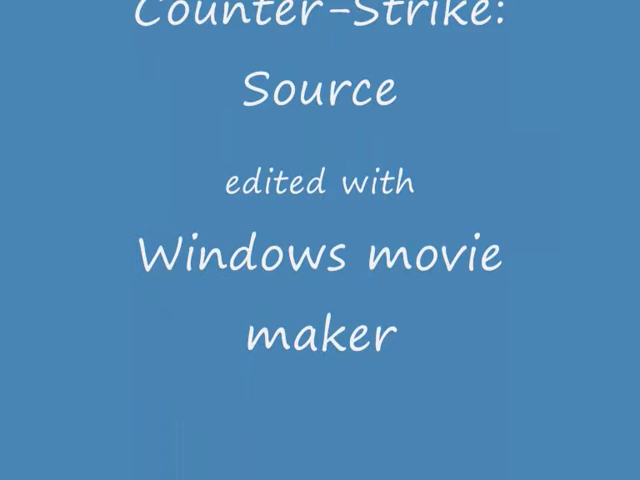 Counter-Strike:
Source
edited with
Windows movie
maker